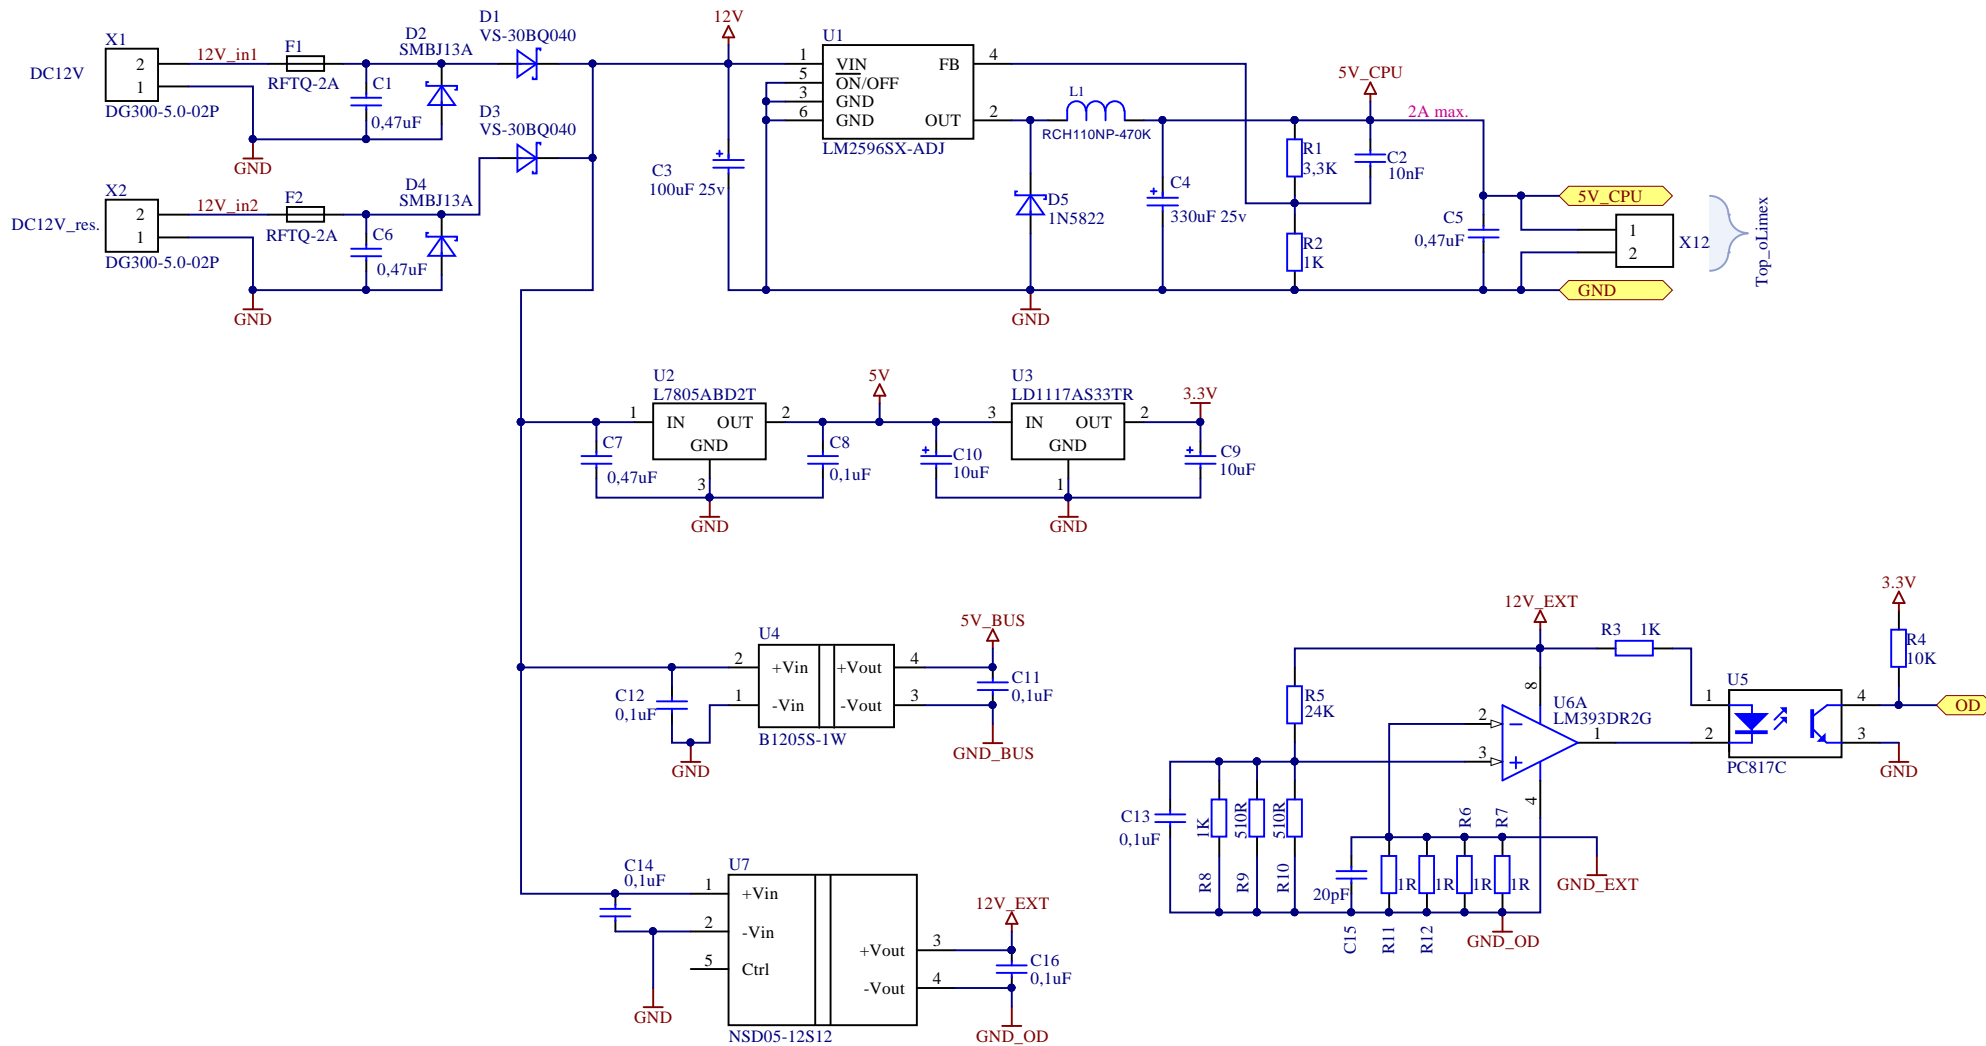 X1
DC12V
2
1
DG300-5.0-02P
12V_in1
F1
RFTQ-2A
C1
0,47uF
D2
SMBJ13A
D1
VS-30BQ040
GND
X2
DC12V_res.
2
1
DG300-5.0-02P
12V_in2
F2
RFTQ-2A
C6
0,47uF
D4
SMBJ13A
D3
VS-30BQ040
GND
12V
C3
100uF 25v
U1
1
5
3
6
VIN
ON/OFF
GND
GND
FB
OUT
4
2
LM2596SX-ADJ
L1
RCH110NP-470K
D5
1N5822
C4
330uF 25v
GND
R1
3,3K
R2
1K
5V_CPU
C2
10nF
2A max.
C5
0,47uF
5V_CPU
1
2
X12
GND
Top_oLimex
U2
L7805ABD2T
1
IN
OUT
GND
2
3
C7
0,47uF
C8
0,1uF
GND
5V
C10
10uF
U3
LD1117AS33TR
3
IN
OUT
GND
2
1
3.3V
C9
10uF
GND
U4
2
1
+Vin
-Vin
+Vout
-Vout
4
3
B1205S-1W
C12
0,1uF
GND
5V_BUS
C11
0,1uF
GND_BUS
U7
1
2
5
+Vin
-Vin
Ctrl
+Vout
-Vout
3
4
NSD05-12S12
C14
0,1uF
GND
12V_EXT
C16
0,1uF
GND_OD
12V_EXT
R3
1K
R5
24K
8
U6A
LM393DR2G
2
3
1
4
C13
0,1uF
1K
R8
510R
R9
510R
R10
20pF
C15
1R
R11
1R
R12
1R
R6
1R
R7
GND_EXT
GND_OD
U5
1
2
4
3
PC817C
3.3V
R4
10K
OD
GND